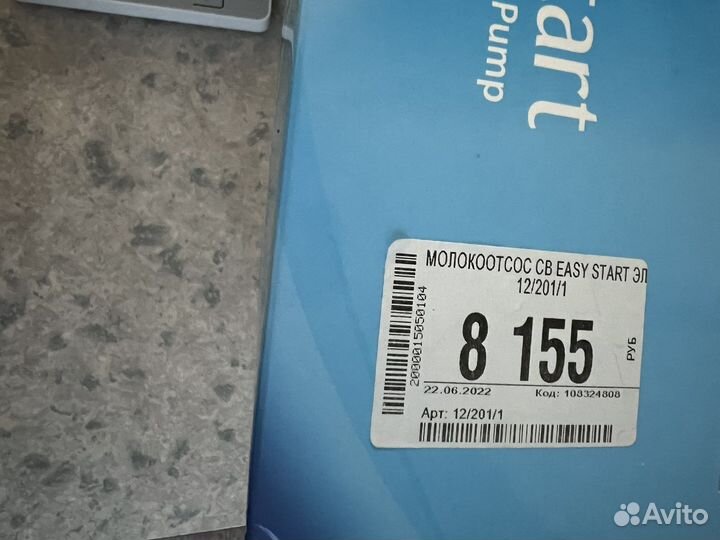 tart
Pump
МОЛОКООТСОС СВ EASY START ЭЛ
12/201/1
8 155
РУБ
2000015050104
22.06.2022
Код: 108324808
Арт: 12/201/1
Avito